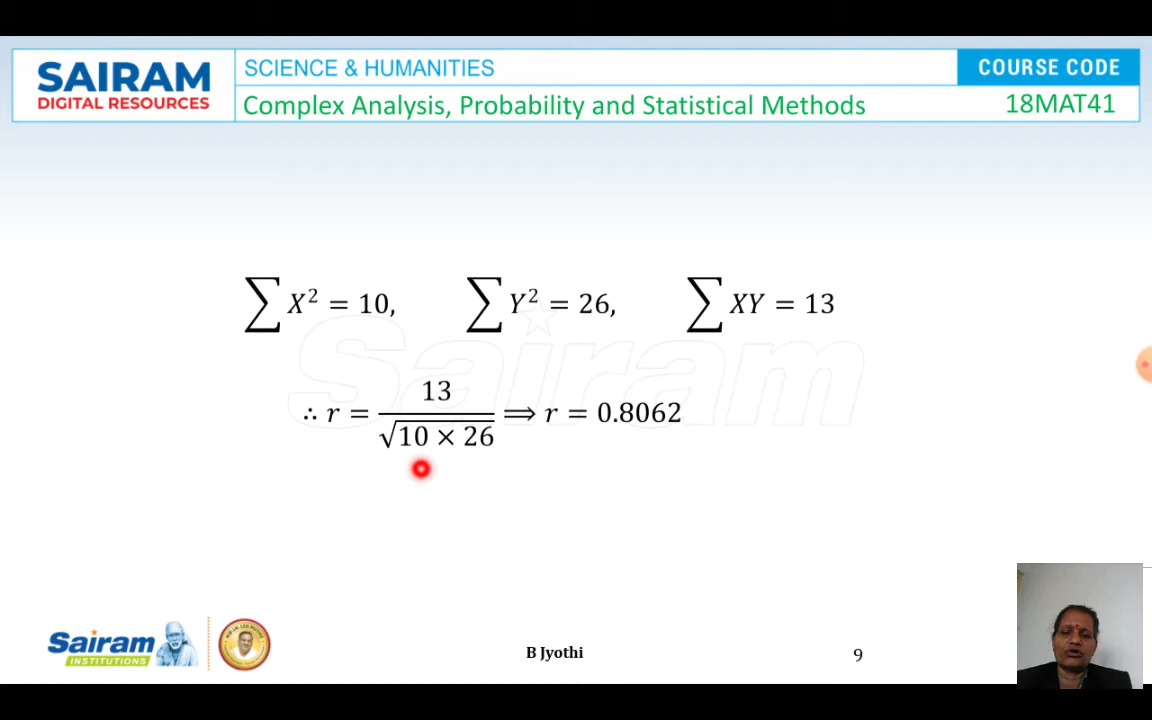 SAIRAM
DIGITAL RESOURCES
SCIENCE & HUMANITIES
COURSE CODE
Complex Analysis, Probability and Statistical Methods
18MAT41
∑ X² = 10, ∑ Y² = 26, ∑ XY = 13
Sairam
∴ r = 13 / √(10 × 26) ⟹ r = 0.8062
Sairam
INSTITUTIONS
B Jyothi
9